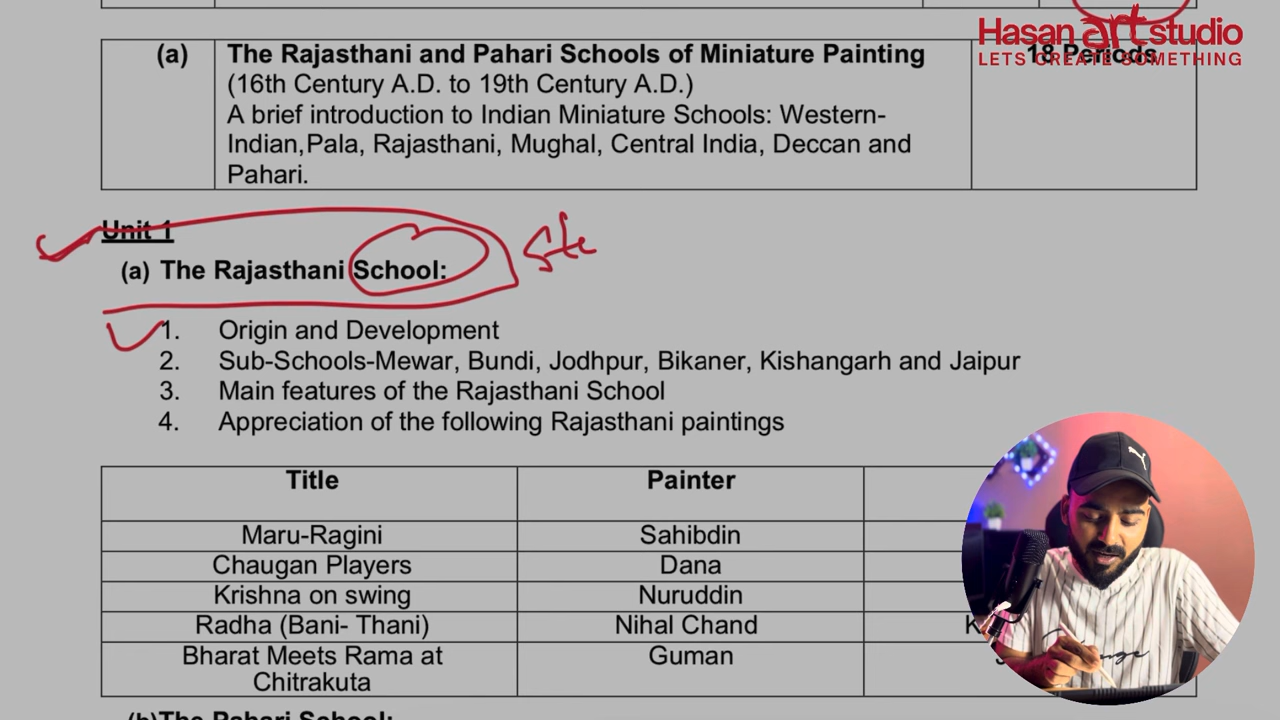 Hasan art studio
LETS CREATE SOMETHING
(a) The Rajasthani and Pahari Schools of Miniature Painting 18 Periods
(16th Century A.D. to 19th Century A.D.)
A brief introduction to Indian Miniature Schools: Western-
Indian,Pala, Rajasthani, Mughal, Central India, Deccan and
Pahari.
Unit 1
(a) The Rajasthani School:
1. Origin and Development
2. Sub-Schools-Mewar, Bundi, Jodhpur, Bikaner, Kishangarh and Jaipur
3. Main features of the Rajasthani School
4. Appreciation of the following Rajasthani paintings
Title Painter
Maru-Ragini Sahibdin
Chaugan Players Dana
Krishna on swing Nuruddin
Radha (Bani- Thani) Nihal Chand K
Bharat Meets Rama at Guman J
Chitrakuta
(b)The Pahari School: